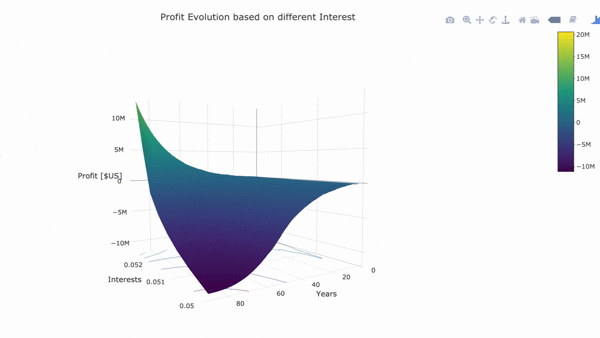 Profit Evolution based on different Interest
20M
15M
10M
5M
0
−5M
−10M
10M
5M
Profit [$US]
0
−5M
−10M
0.052
Interests
0.051
0.05
80
60
40
20
0
Years